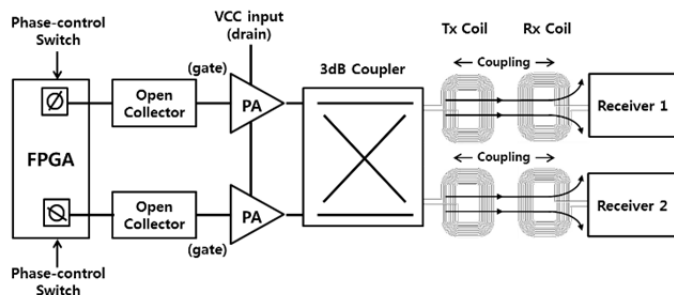 Phase-control
Switch
VCC input
(drain)
Tx Coil
Rx Coil
(gate)
3dB Coupler
Coupling
Open
Collector
PA
Receiver 1
FPGA
Coupling
Open
Collector
PA
Receiver 2
(gate)
Phase-control
Switch